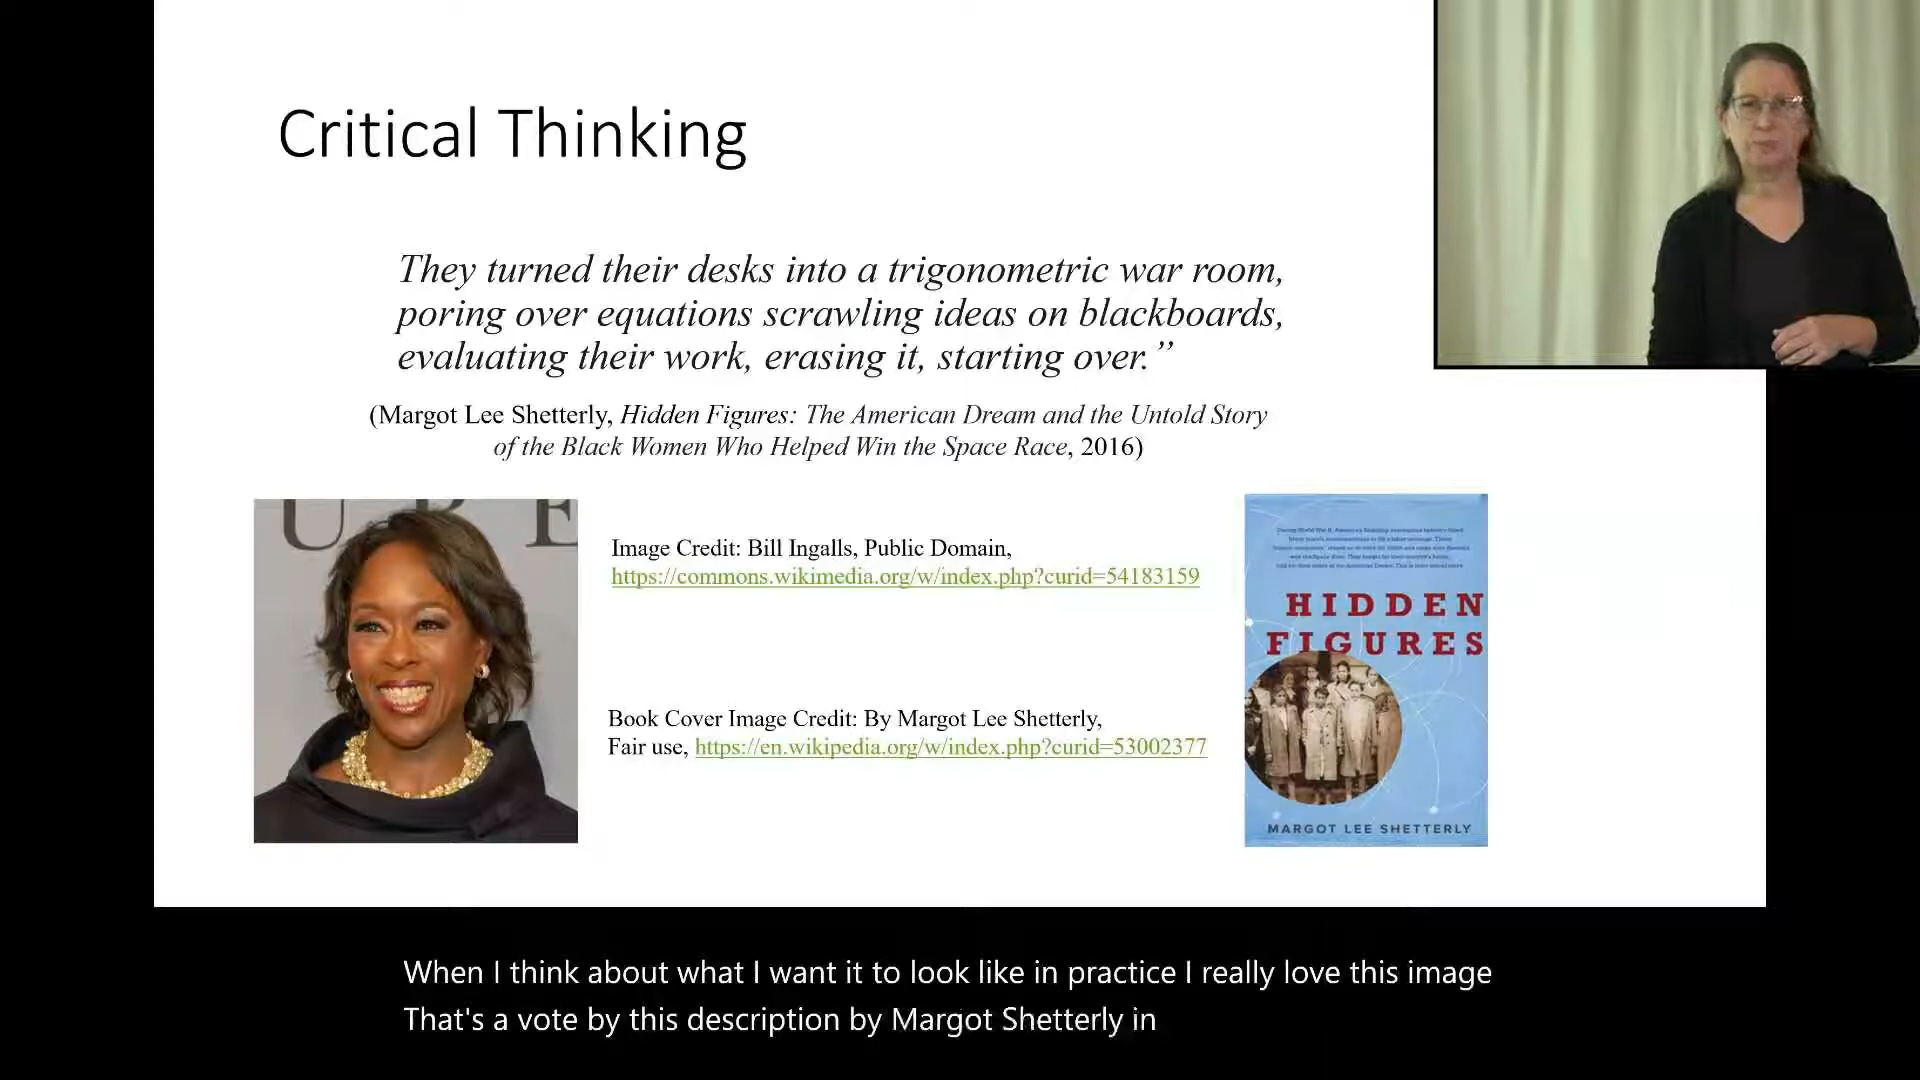 Critical Thinking
They turned their desks into a trigonometric war room,
poring over equations scrawling ideas on blackboards,
evaluating their work, erasing it, starting over.”
(Margot Lee Shetterly, Hidden Figures: The American Dream and the Untold Story
of the Black Women Who Helped Win the Space Race, 2016)
U
E
Image Credit: Bill Ingalls, Public Domain,
https://commons.wikimedia.org/w/index.php?curid=54183159
Book Cover Image Credit: By Margot Lee Shetterly,
Fair use, https://en.wikipedia.org/w/index.php?curid=53002377
HIDDEN
FIGURES
MARGOT LEE SHETTERLY
When I think about what I want it to look like in practice I really love this image
That's a vote by this description by Margot Shetterly in